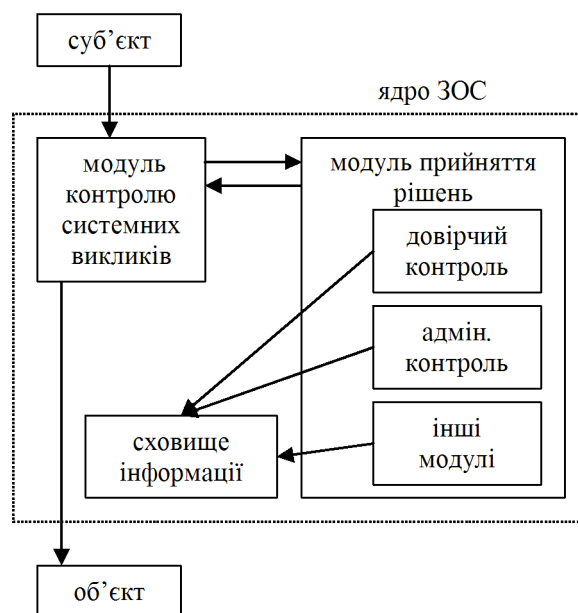 суб’єкт
ядро ЗОС
модуль
контролю
системних
викликів
модуль прийняття
рішень
довірчий
контроль
адмін.
контроль
інші
модулі
сховище
інформації
об’єкт